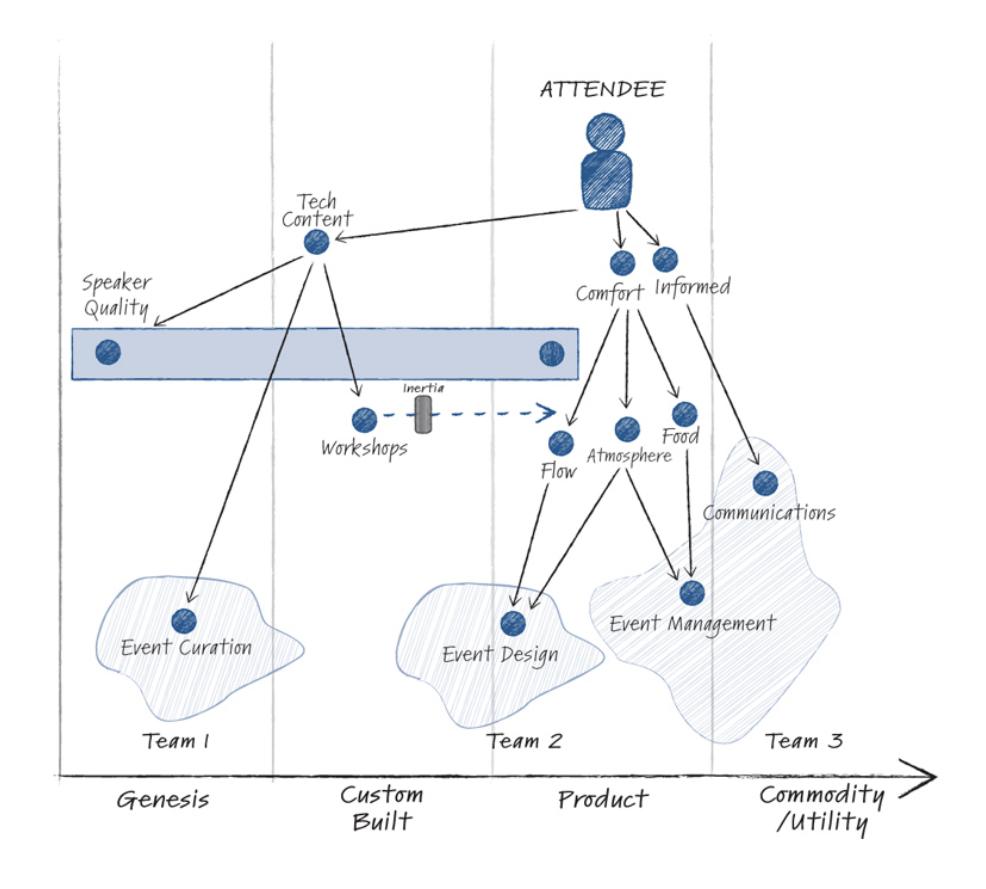 ATTENDEE
Tech
Content
Speaker
Quality
Comfort
Informed
Inertia
Workshops
Flow
Atmosphere
Food
Communications
Event Curation
Event Design
Event Management
Team 1
Team 2
Team 3
Genesis
Custom
Built
Product
Commodity
/Utility